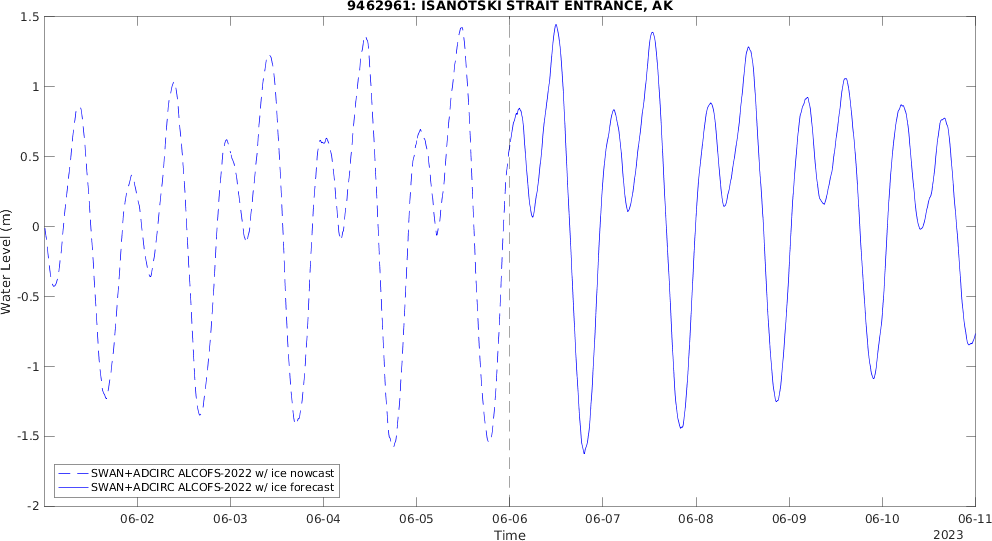 9462961: ISANOTSKI STRAIT ENTRANCE, AK
1.5
1
0.5
0
-0.5
-1
-1.5
-2
Water Level (m)
SWAN+ADCIRC ALCOFS-2022 w/ ice nowcast
SWAN+ADCIRC ALCOFS-2022 w/ ice forecast
06-02 06-03 06-04 06-05 06-06 06-07 06-08 06-09 06-10 06-11
Time
2023